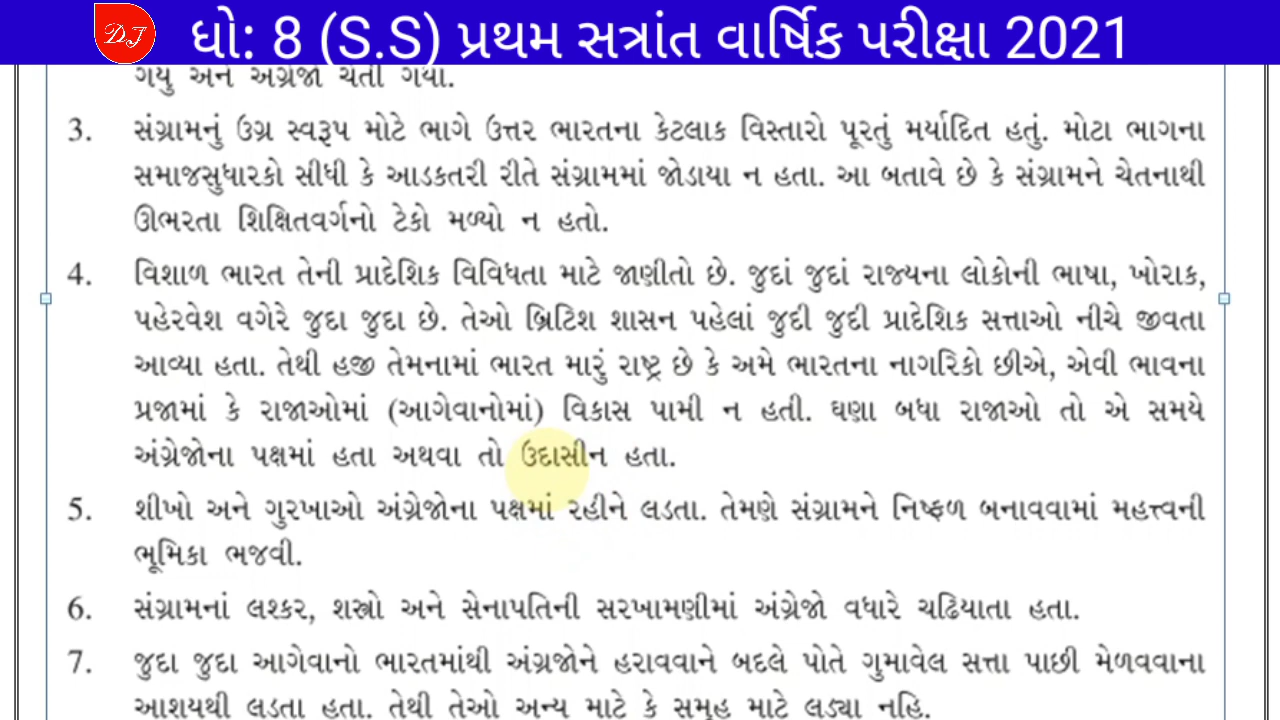 DJ ધો: 8 (S.S) પ્રથમ સત્રાંત વાર્ષિક પરીક્ષા 2021
ગયુ અને અંગ્રેજો ચેતી ગયા.
3. સંગ્રામનું ઉગ્ર સ્વરૂપ મોટે ભાગે ઉત્તર ભારતના કેટલાક વિસ્તારો પૂરતું મર્યાદિત હતું. મોટા ભાગના
સમાજસુધારકો સીધી કે આડકતરી રીતે સંગ્રામમાં જોડાયા ન હતા. આ બતાવે છે કે સંગ્રામને ચેતનાથી
ઊભરતા શિક્ષિતવર્ગનો ટેકો મળ્યો ન હતો.
4. વિશાળ ભારત તેની પ્રાદેશિક વિવિધતા માટે જાણીતો છે. જુદાં જુદાં રાજ્યના લોકોની ભાષા, ખોરાક,
પહેરવેશ વગેરે જુદા જુદા છે. તેઓ બ્રિટિશ શાસન પહેલાં જુદી જુદી પ્રાદેશિક સત્તાઓ નીચે જીવતા
આવ્યા હતા. તેથી હજી તેમનામાં ભારત મારું રાષ્ટ્ર છે કે અમે ભારતના નાગરિકો છીએ, એવી ભાવના
પ્રજામાં કે રાજાઓમાં (આગેવાનોમાં) વિકાસ પામી ન હતી. ઘણા બધા રાજાઓ તો એ સમયે
અંગ્રેજોના પક્ષમાં હતા અથવા તો ઉદાસીન હતા.
5. શીખો અને ગુરખાઓ અંગ્રેજોના પક્ષમાં રહીને લડતા. તેમણે સંગ્રામને નિષ્ફળ બનાવવામાં મહત્ત્વની
ભૂમિકા ભજવી.
6. સંગ્રામનાં લશ્કર, શસ્ત્રો અને સેનાપતિની સરખામણીમાં અંગ્રેજો વધારે ચઢિયાતા હતા.
7. જુદા જુદા આગેવાનો ભારતમાંથી અંગ્રજોને હરાવવાને બદલે પોતે ગુમાવેલ સત્તા પાછી મેળવવાના
આશયથી લડતા હતા. તેથી તેઓ અન્ય માટે કે સમૂહ માટે લડ્યા નહિ.